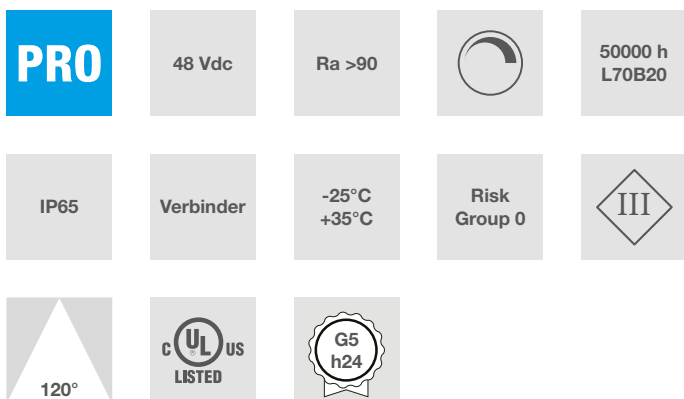 PRO
48 Vdc
Ra >90
50000 h
L70B20
IP65
Verbinder
-25°C
+35°C
Risk
Group 0
III
120°
C UL US
®
LISTED
G5
h24